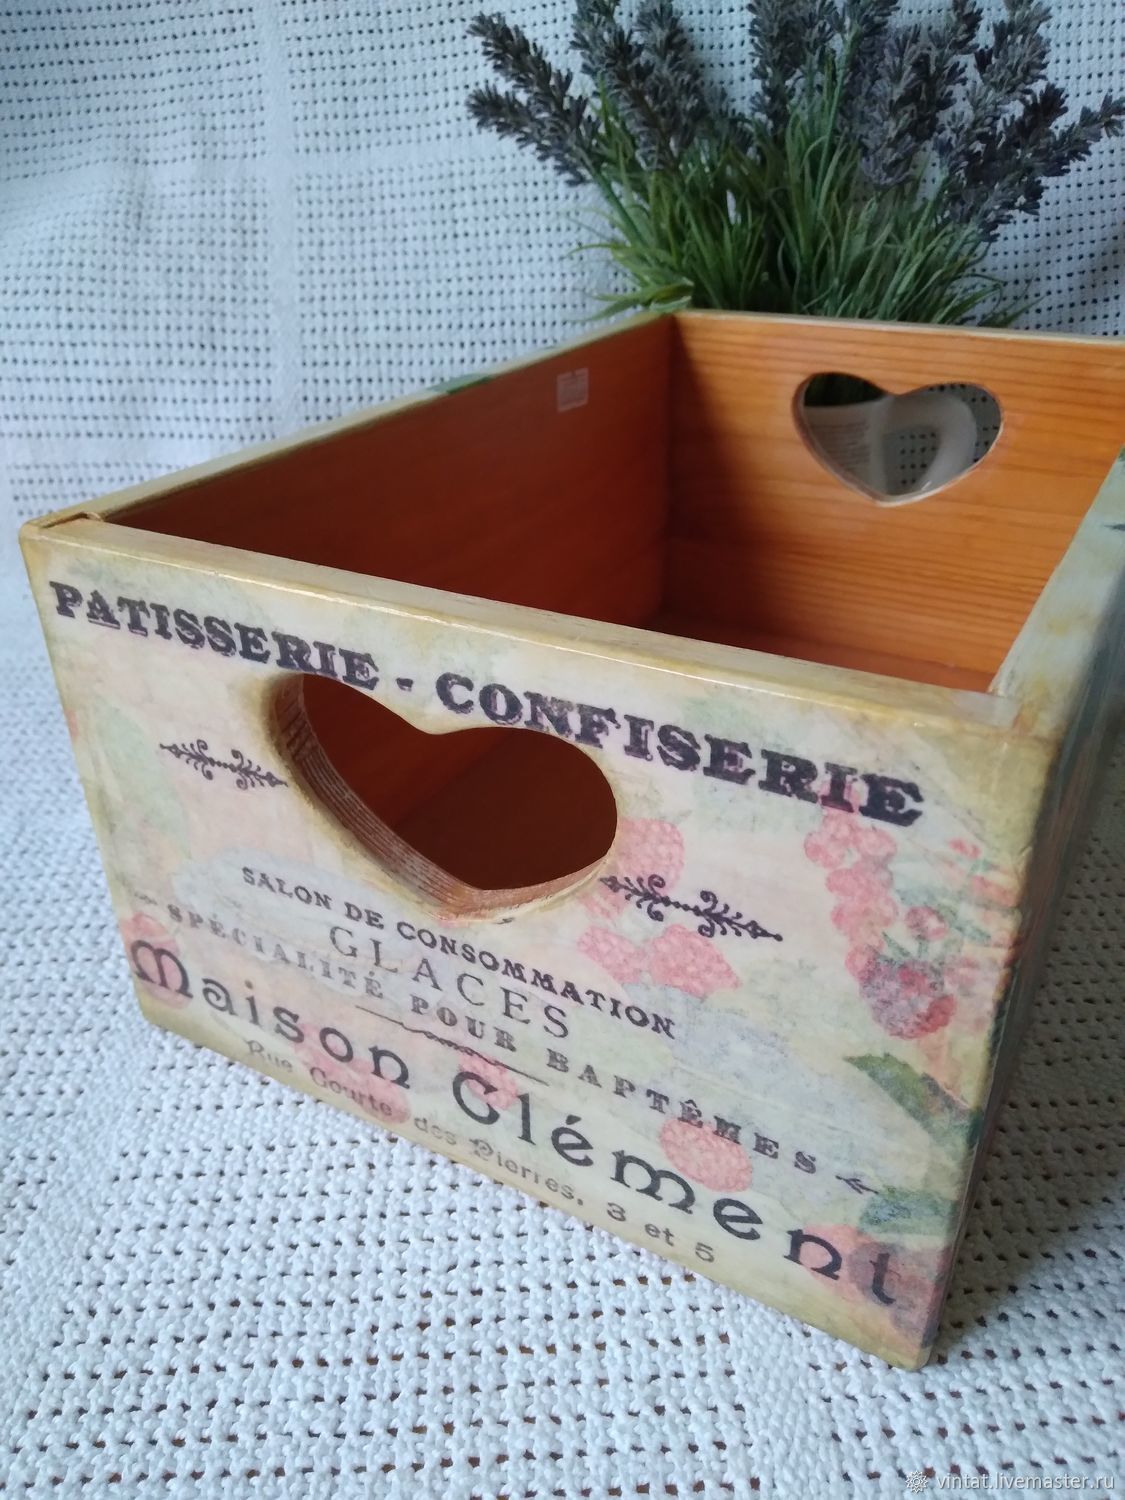 PATISSERIE - CONFISERIE
SALON DE CONSOMMATION
GLACES
SPÉCIALITÉ POUR BAPTÊMES
Maison Clément
Rue Courte des Pierres, 3 et 5
vintat.livemaster.ru